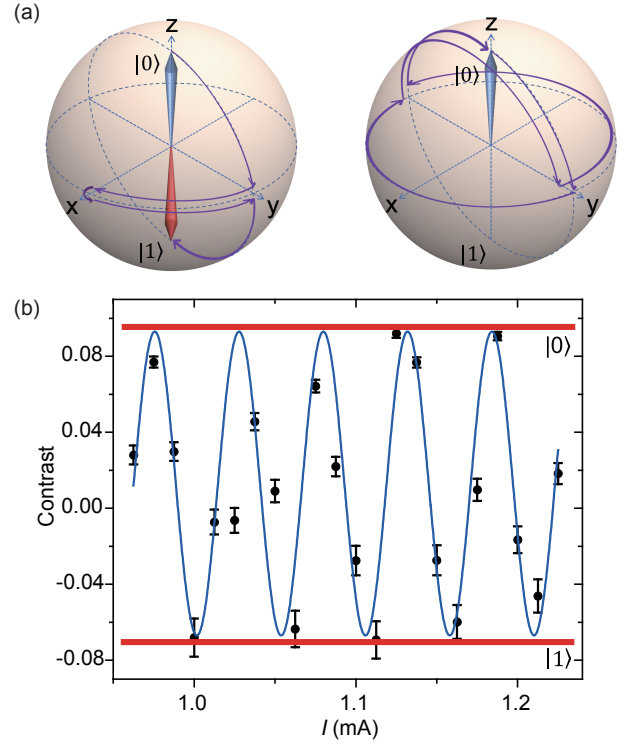 (a)
z z
|0⟩ |0⟩
x y x y
|1⟩ |1⟩
(b)
0.08
0.04
0.00
-0.04
-0.08
Contrast
|0⟩
|1⟩
1.0 1.1 1.2
I (mA)